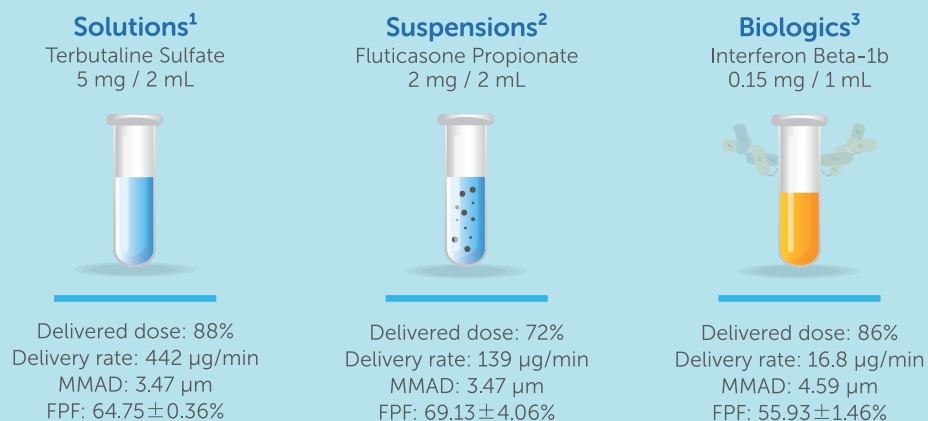 Solutions¹
Terbutaline Sulfate
5 mg / 2 mL
Delivered dose: 88%
Delivery rate: 442 µg/min
MMAD: 3.47 µm
FPF: 64.75±0.36%
Suspensions²
Fluticasone Propionate
2 mg / 2 mL
Delivered dose: 72%
Delivery rate: 139 µg/min
MMAD: 3.47 µm
FPF: 69.13±4.06%
Biologics³
Interferon Beta-1b
0.15 mg / 1 mL
Delivered dose: 86%
Delivery rate: 16.8 µg/min
MMAD: 4.59 µm
FPF: 55.93±1.46%